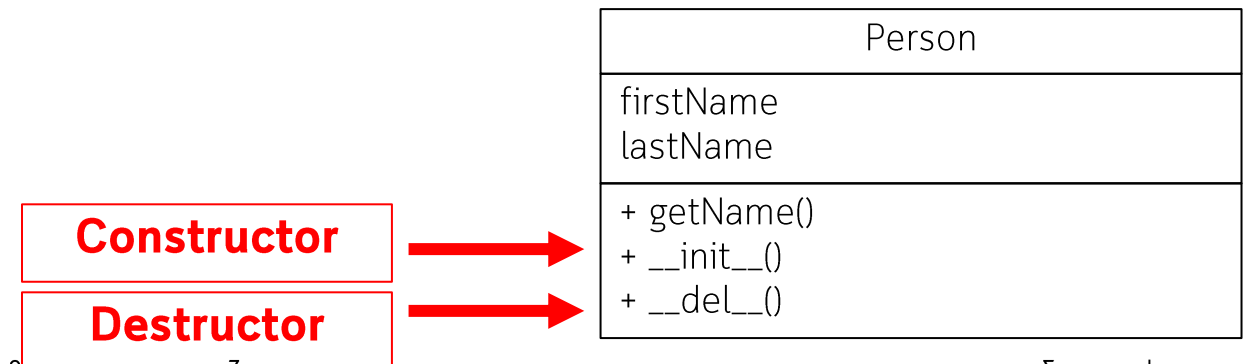 Person
firstName
lastName
+ getName()
Constructor
+ __init__()
Destructor
+ __del__()